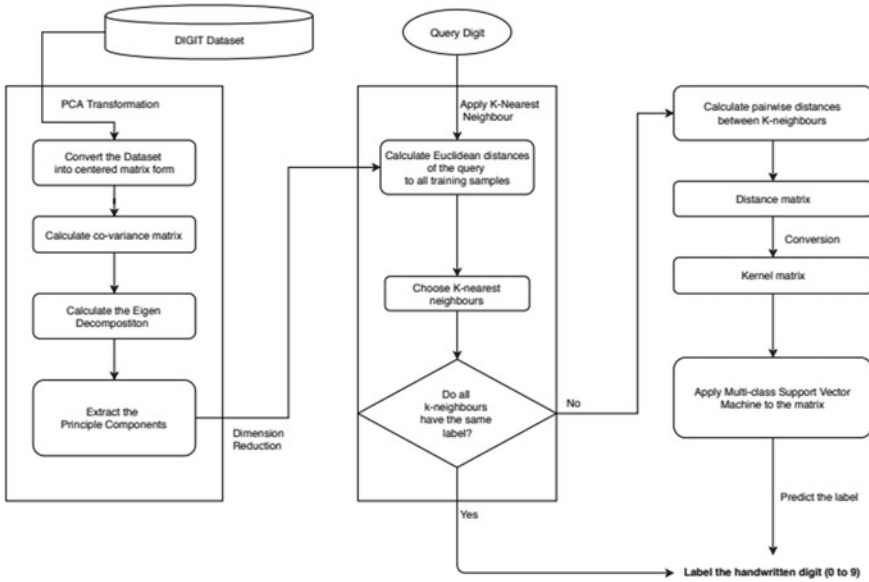 DIGIT Dataset
PCA Transformation
Convert the Dataset
into centered matrix form
Calculate co-variance matrix
Calculate the Eigen
Decompostiton
Extract the
Principle Components
Dimension
Reduction
Query Digit
Apply K-Nearest
Neighbour
Calculate Euclidean distances
of the query
to all training samples
Choose K-nearest
neighbours
Do all
k-neighbours
have the same
label?
No
Yes
Calculate pairwise distances
between K-neighbours
Distance matrix
Conversion
Kernel matrix
Apply Multi-class Support Vector
Machine to the matrix
Predict the label
Label the handwritten digit (0 to 9)